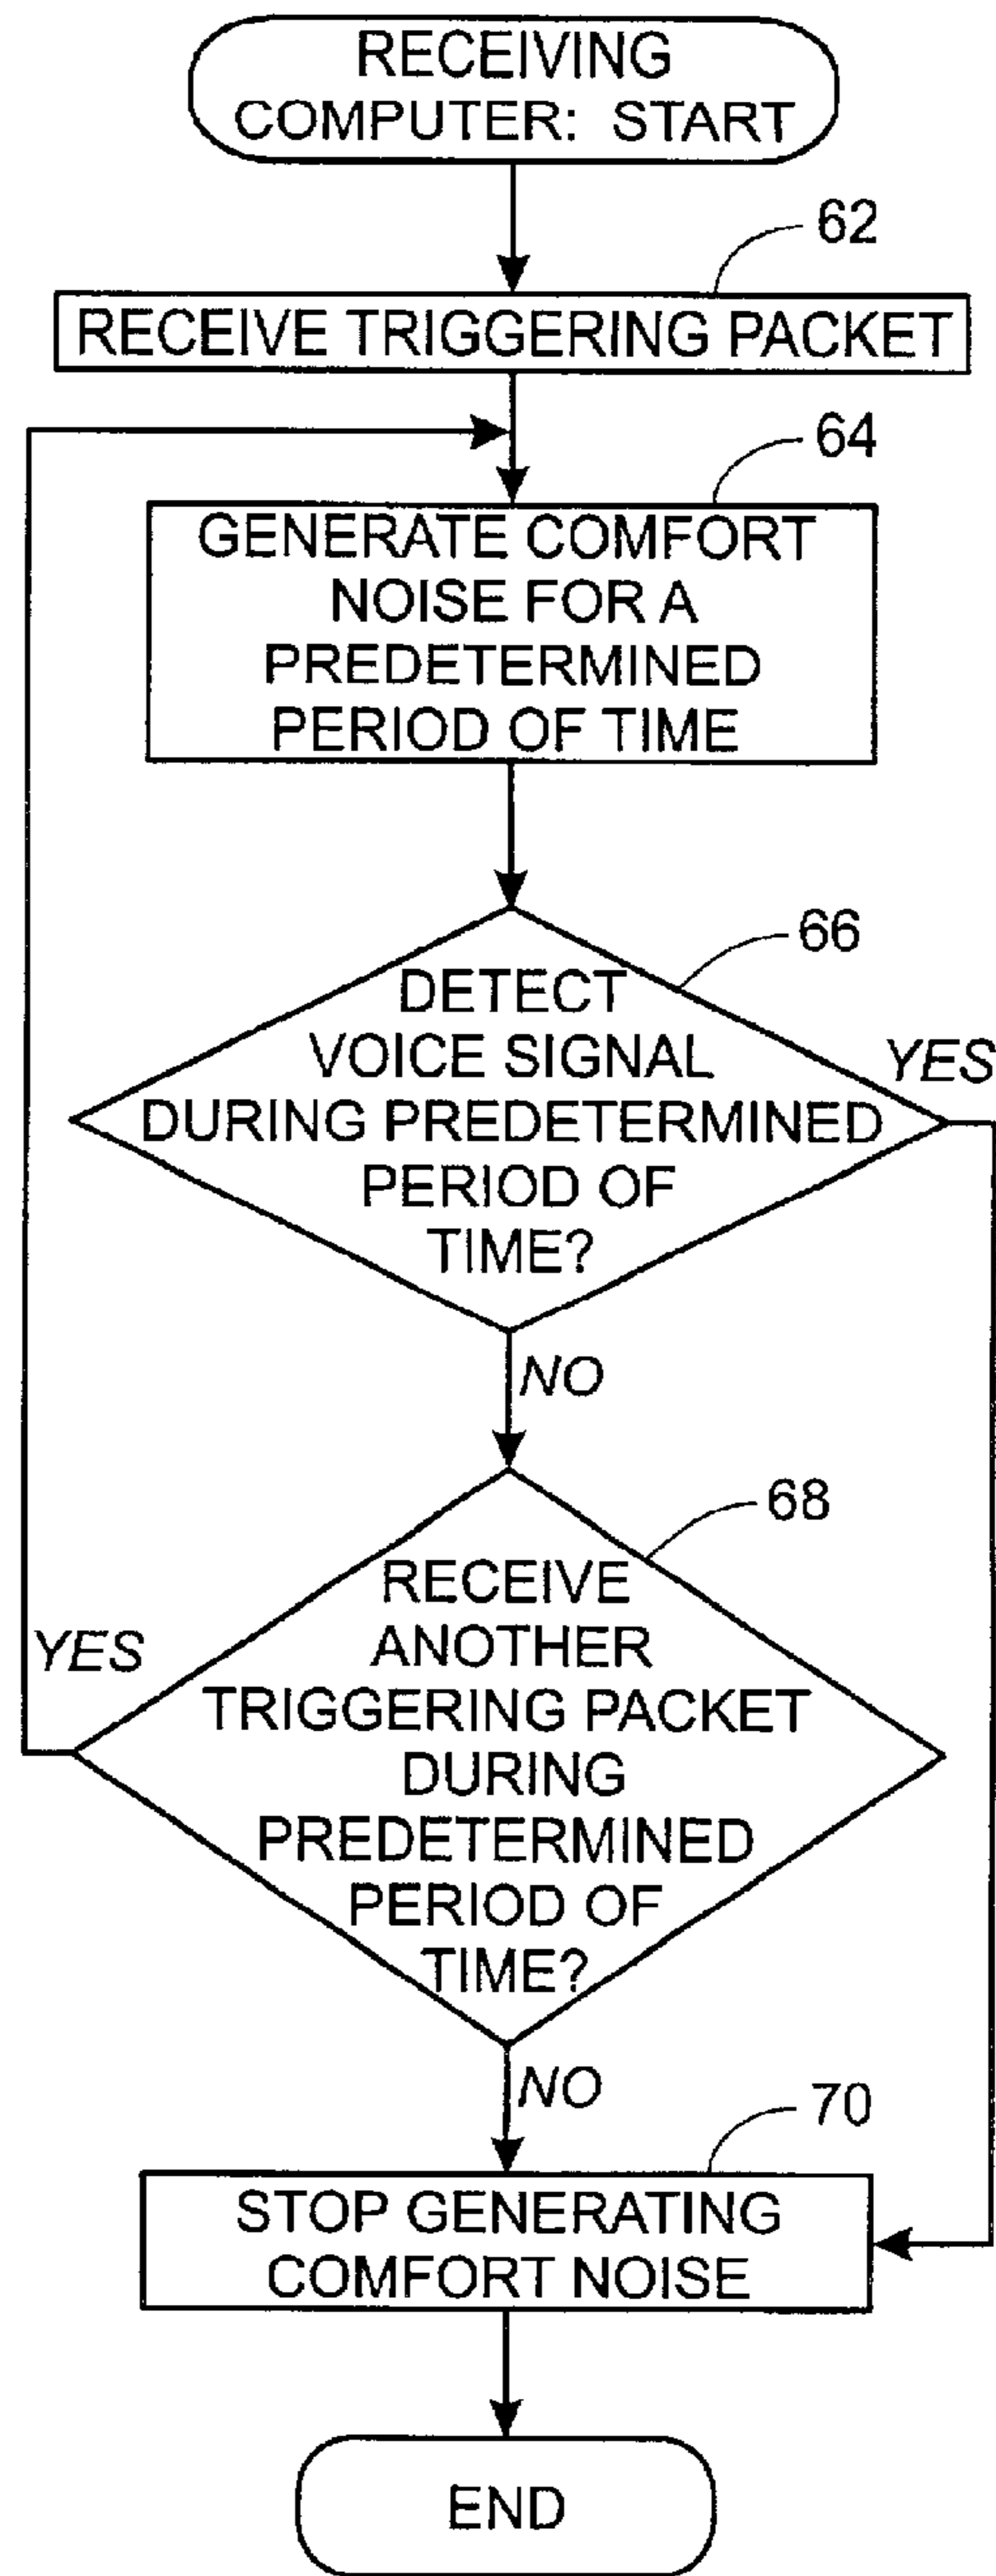 RECEIVING
COMPUTER: START
62
RECEIVE TRIGGERING PACKET
64
GENERATE COMFORT
NOISE FOR A
PREDETERMINED
PERIOD OF TIME
66
DETECT
VOICE SIGNAL
DURING PREDETERMINED
PERIOD OF
TIME?
YES
NO
68
RECEIVE
ANOTHER
TRIGGERING PACKET
DURING
PREDETERMINED
PERIOD OF
TIME?
YES
NO
70
STOP GENERATING
COMFORT NOISE
END